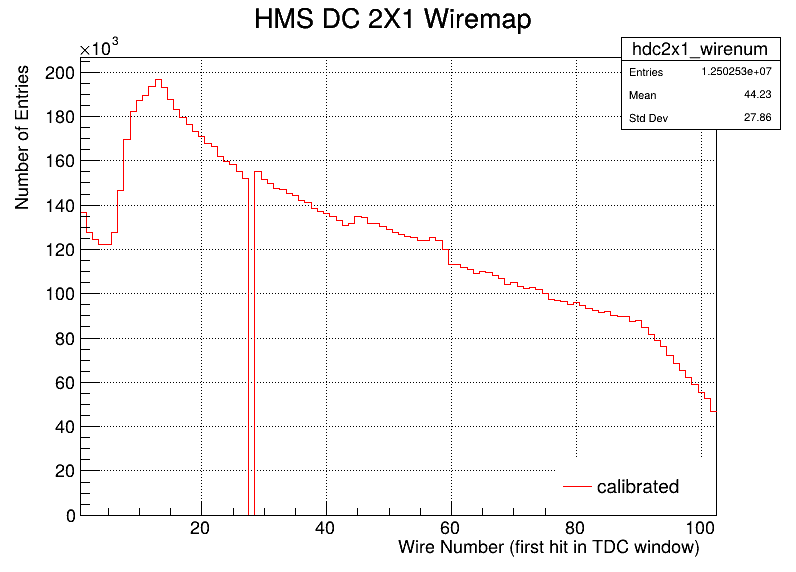 HMS DC 2X1 Wiremap
×10³
hdc2x1_wirenum
Entries 1.250253e+07
Mean 44.23
Std Dev 27.86
Number of Entries
200
180
160
140
120
100
80
60
40
20
0
calibrated
20 40 60 80 100
Wire Number (first hit in TDC window)